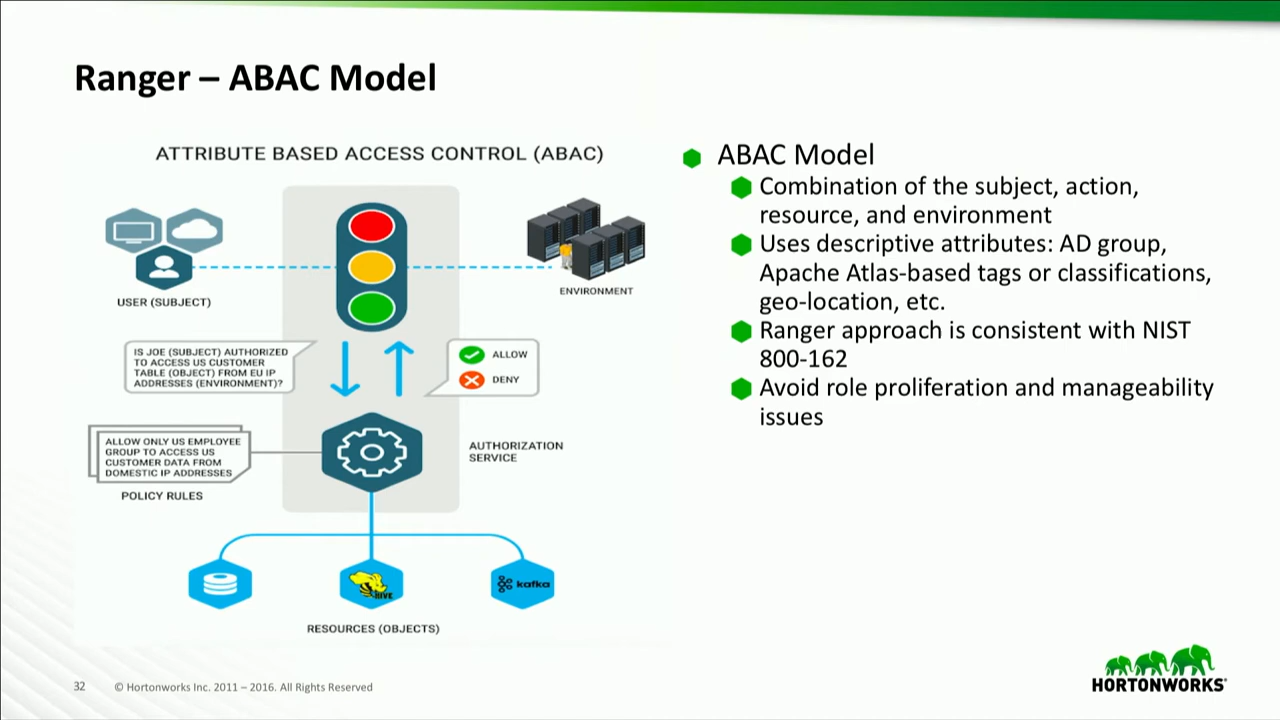 Ranger – ABAC Model
ATTRIBUTE BASED ACCESS CONTROL (ABAC)
USER (SUBJECT)
ENVIRONMENT
IS JOE (SUBJECT) AUTHORIZED
TO ACCESS US CUSTOMER
TABLE (OBJECT) FROM EU IP
ADDRESSES (ENVIRONMENT)?
ALLOW
DENY
ALLOW ONLY US EMPLOYEE
GROUP TO ACCESS US
CUSTOMER DATA FROM
DOMESTIC IP ADDRESSES
POLICY RULES
AUTHORIZATION
SERVICE
HIVE
kafka
RESOURCES (OBJECTS)
ABAC Model
Combination of the subject, action,
resource, and environment
Uses descriptive attributes: AD group,
Apache Atlas-based tags or classifications,
geo-location, etc.
Ranger approach is consistent with NIST
800-162
Avoid role proliferation and manageability
issues
32
© Hortonworks Inc. 2011 – 2016. All Rights Reserved
HORTONWORKS